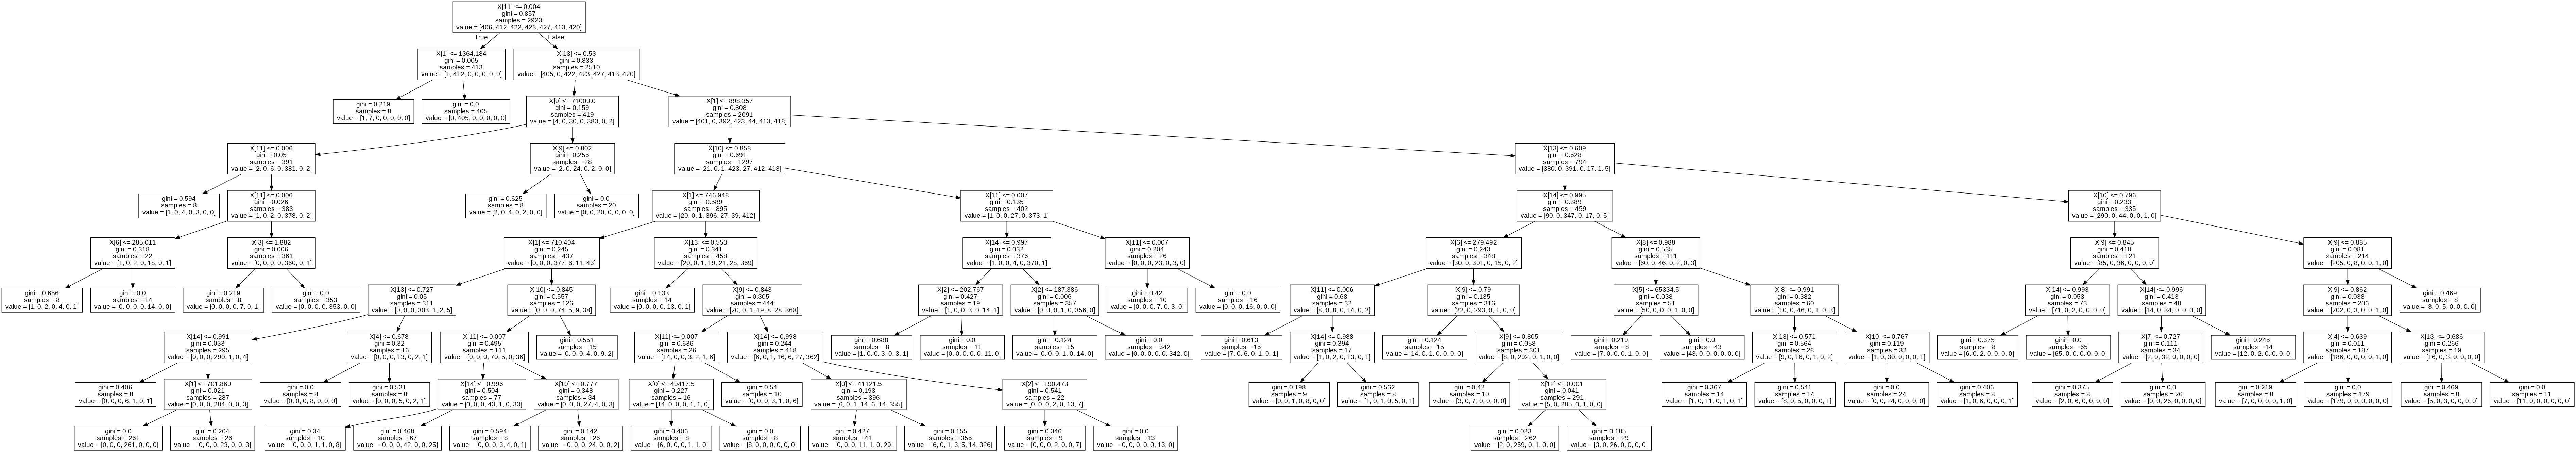 X[11] <= 0.004
gini = 0.857
samples = 2923
value = [406, 412, 422, 423, 427, 413, 420]
True
False
X[1] <= 1364.184
gini = 0.005
samples = 413
value = [1, 412, 0, 0, 0, 0, 0]
X[13] <= 0.53
gini = 0.833
samples = 2510
value = [405, 0, 422, 423, 427, 413, 420]
gini = 0.219
samples = 8
value = [1, 7, 0, 0, 0, 0, 0]
gini = 0.0
samples = 405
value = [0, 405, 0, 0, 0, 0, 0]
X[0] <= 71000.0
gini = 0.159
samples = 419
value = [4, 0, 30, 0, 383, 0, 2]
X[1] <= 898.357
gini = 0.808
samples = 2091
value = [401, 0, 392, 423, 44, 413, 418]
X[11] <= 0.006
gini = 0.05
samples = 391
value = [2, 0, 6, 0, 381, 0, 2]
X[9] <= 0.802
gini = 0.255
samples = 28
value = [2, 0, 24, 0, 2, 0, 0]
X[10] <= 0.858
gini = 0.691
samples = 1297
value = [21, 0, 1, 423, 27, 412, 413]
X[13] <= 0.609
gini = 0.528
samples = 794
value = [380, 0, 391, 0, 17, 1, 5]
gini = 0.594
samples = 8
value = [1, 0, 4, 0, 3, 0, 0]
X[11] <= 0.006
gini = 0.026
samples = 383
value = [1, 0, 2, 0, 378, 0, 2]
gini = 0.625
samples = 8
value = [2, 0, 4, 0, 2, 0, 0]
gini = 0.0
samples = 20
value = [0, 0, 20, 0, 0, 0, 0]
X[1] <= 746.948
gini = 0.589
samples = 895
value = [20, 0, 1, 396, 27, 39, 412]
X[11] <= 0.007
gini = 0.135
samples = 402
value = [1, 0, 0, 27, 0, 373, 1]
X[14] <= 0.995
gini = 0.389
samples = 459
value = [90, 0, 347, 0, 17, 0, 5]
X[10] <= 0.796
gini = 0.233
samples = 335
value = [290, 0, 44, 0, 0, 1, 0]
X[6] <= 285.011
gini = 0.318
samples = 22
value = [1, 0, 2, 0, 18, 0, 1]
X[3] <= 1.882
gini = 0.006
samples = 361
value = [0, 0, 0, 0, 360, 0, 1]
X[1] <= 710.404
gini = 0.245
samples = 437
value = [0, 0, 0, 377, 6, 11, 43]
X[13] <= 0.553
gini = 0.341
samples = 458
value = [20, 0, 1, 19, 21, 28, 369]
X[14] <= 0.997
gini = 0.032
samples = 376
value = [1, 0, 0, 4, 0, 370, 1]
X[11] <= 0.007
gini = 0.204
samples = 26
value = [0, 0, 0, 23, 0, 3, 0]
X[6] <= 279.492
gini = 0.243
samples = 348
value = [30, 0, 301, 0, 15, 0, 2]
X[8] <= 0.988
gini = 0.535
samples = 111
value = [60, 0, 46, 0, 2, 0, 3]
X[9] <= 0.845
gini = 0.418
samples = 121
value = [85, 0, 36, 0, 0, 0, 0]
X[9] <= 0.885
gini = 0.081
samples = 214
value = [205, 0, 8, 0, 0, 1, 0]
gini = 0.656
samples = 8
value = [1, 0, 2, 0, 4, 0, 1]
gini = 0.0
samples = 14
value = [0, 0, 0, 0, 14, 0, 0]
gini = 0.219
samples = 8
value = [0, 0, 0, 0, 7, 0, 1]
gini = 0.0
samples = 353
value = [0, 0, 0, 0, 353, 0, 0]
X[13] <= 0.727
gini = 0.05
samples = 311
value = [0, 0, 0, 303, 1, 2, 5]
X[10] <= 0.845
gini = 0.557
samples = 126
value = [0, 0, 0, 74, 5, 9, 38]
gini = 0.133
samples = 14
value = [0, 0, 0, 0, 13, 0, 1]
X[9] <= 0.843
gini = 0.305
samples = 444
value = [20, 0, 1, 19, 8, 28, 368]
X[2] <= 202.767
gini = 0.427
samples = 19
value = [1, 0, 0, 3, 0, 14, 1]
X[2] <= 187.386
gini = 0.006
samples = 357
value = [0, 0, 0, 1, 0, 356, 0]
gini = 0.42
samples = 10
value = [0, 0, 0, 7, 0, 3, 0]
gini = 0.0
samples = 16
value = [0, 0, 0, 16, 0, 0, 0]
X[11] <= 0.006
gini = 0.68
samples = 32
value = [8, 0, 8, 0, 14, 0, 2]
X[9] <= 0.79
gini = 0.135
samples = 316
value = [22, 0, 293, 0, 1, 0, 0]
X[5] <= 65334.5
gini = 0.038
samples = 51
value = [50, 0, 0, 0, 1, 0, 0]
X[8] <= 0.991
gini = 0.382
samples = 60
value = [10, 0, 46, 0, 1, 0, 3]
X[14] <= 0.993
gini = 0.053
samples = 73
value = [71, 0, 2, 0, 0, 0, 0]
X[14] <= 0.996
gini = 0.413
samples = 48
value = [14, 0, 34, 0, 0, 0, 0]
X[9] <= 0.862
gini = 0.038
samples = 206
value = [202, 0, 3, 0, 0, 1, 0]
gini = 0.469
samples = 8
value = [3, 0, 5, 0, 0, 0, 0]
X[14] <= 0.991
gini = 0.033
samples = 295
value = [0, 0, 0, 290, 1, 0, 4]
X[4] <= 0.678
gini = 0.32
samples = 16
value = [0, 0, 0, 13, 0, 2, 1]
X[11] <= 0.007
gini = 0.495
samples = 111
value = [0, 0, 0, 70, 5, 0, 36]
gini = 0.551
samples = 15
value = [0, 0, 0, 4, 0, 9, 2]
X[11] <= 0.007
gini = 0.636
samples = 26
value = [14, 0, 0, 3, 2, 1, 6]
X[14] <= 0.998
gini = 0.244
samples = 418
value = [6, 0, 1, 16, 6, 27, 362]
gini = 0.688
samples = 8
value = [1, 0, 0, 3, 0, 3, 1]
gini = 0.0
samples = 11
value = [0, 0, 0, 0, 0, 11, 0]
gini = 0.124
samples = 15
value = [0, 0, 0, 1, 0, 14, 0]
gini = 0.0
samples = 342
value = [0, 0, 0, 0, 0, 342, 0]
gini = 0.613
samples = 15
value = [7, 0, 6, 0, 1, 0, 1]
X[14] <= 0.988
gini = 0.394
samples = 17
value = [1, 0, 2, 0, 13, 0, 1]
gini = 0.124
samples = 15
value = [14, 0, 1, 0, 0, 0, 0]
X[9] <= 0.805
gini = 0.058
samples = 301
value = [8, 0, 292, 0, 1, 0, 0]
gini = 0.219
samples = 8
value = [7, 0, 0, 0, 1, 0, 0]
gini = 0.0
samples = 43
value = [43, 0, 0, 0, 0, 0, 0]
X[13] <= 0.571
gini = 0.564
samples = 28
value = [9, 0, 16, 0, 1, 0, 2]
X[10] <= 0.767
gini = 0.119
samples = 32
value = [1, 0, 30, 0, 0, 0, 1]
gini = 0.375
samples = 8
value = [6, 0, 2, 0, 0, 0, 0]
gini = 0.0
samples = 65
value = [65, 0, 0, 0, 0, 0, 0]
X[7] <= 0.727
gini = 0.111
samples = 34
value = [2, 0, 32, 0, 0, 0, 0]
gini = 0.245
samples = 14
value = [12, 0, 2, 0, 0, 0, 0]
X[4] <= 0.639
gini = 0.011
samples = 187
value = [186, 0, 0, 0, 0, 1, 0]
X[13] <= 0.686
gini = 0.266
samples = 19
value = [16, 0, 3, 0, 0, 0, 0]
gini = 0.406
samples = 8
value = [0, 0, 0, 6, 1, 0, 1]
X[1] <= 701.869
gini = 0.021
samples = 287
value = [0, 0, 0, 284, 0, 0, 3]
gini = 0.0
samples = 8
value = [0, 0, 0, 8, 0, 0, 0]
gini = 0.531
samples = 8
value = [0, 0, 0, 5, 0, 2, 1]
X[14] <= 0.996
gini = 0.504
samples = 77
value = [0, 0, 0, 43, 1, 0, 33]
X[10] <= 0.777
gini = 0.348
samples = 34
value = [0, 0, 0, 27, 4, 0, 3]
X[0] <= 49417.5
gini = 0.227
samples = 16
value = [14, 0, 0, 0, 1, 1, 0]
gini = 0.54
samples = 10
value = [0, 0, 0, 3, 1, 0, 6]
X[0] <= 41121.5
gini = 0.193
samples = 396
value = [6, 0, 1, 14, 6, 14, 355]
X[2] <= 190.473
gini = 0.541
samples = 22
value = [0, 0, 0, 2, 0, 13, 7]
gini = 0.198
samples = 9
value = [0, 0, 1, 0, 8, 0, 0]
gini = 0.562
samples = 8
value = [1, 0, 1, 0, 5, 0, 1]
gini = 0.42
samples = 10
value = [3, 0, 7, 0, 0, 0, 0]
X[12] <= 0.001
gini = 0.041
samples = 291
value = [5, 0, 285, 0, 1, 0, 0]
gini = 0.367
samples = 14
value = [1, 0, 11, 0, 1, 0, 1]
gini = 0.541
samples = 14
value = [8, 0, 5, 0, 0, 0, 1]
gini = 0.0
samples = 24
value = [0, 0, 24, 0, 0, 0, 0]
gini = 0.406
samples = 8
value = [1, 0, 6, 0, 0, 0, 1]
gini = 0.375
samples = 8
value = [2, 0, 6, 0, 0, 0, 0]
gini = 0.0
samples = 26
value = [0, 0, 26, 0, 0, 0, 0]
gini = 0.219
samples = 8
value = [7, 0, 0, 0, 0, 1, 0]
gini = 0.0
samples = 179
value = [179, 0, 0, 0, 0, 0, 0]
gini = 0.469
samples = 8
value = [5, 0, 3, 0, 0, 0, 0]
gini = 0.0
samples = 11
value = [11, 0, 0, 0, 0, 0, 0]
gini = 0.0
samples = 261
value = [0, 0, 0, 261, 0, 0, 0]
gini = 0.204
samples = 26
value = [0, 0, 0, 23, 0, 0, 3]
gini = 0.34
samples = 10
value = [0, 0, 0, 1, 1, 0, 8]
gini = 0.468
samples = 67
value = [0, 0, 0, 42, 0, 0, 25]
gini = 0.594
samples = 8
value = [0, 0, 0, 3, 4, 0, 1]
gini = 0.142
samples = 26
value = [0, 0, 0, 24, 0, 0, 2]
gini = 0.406
samples = 8
value = [6, 0, 0, 0, 1, 1, 0]
gini = 0.0
samples = 8
value = [8, 0, 0, 0, 0, 0, 0]
gini = 0.427
samples = 41
value = [0, 0, 0, 11, 1, 0, 29]
gini = 0.155
samples = 355
value = [6, 0, 1, 3, 5, 14, 326]
gini = 0.346
samples = 9
value = [0, 0, 0, 2, 0, 0, 7]
gini = 0.0
samples = 13
value = [0, 0, 0, 0, 0, 13, 0]
gini = 0.023
samples = 262
value = [2, 0, 259, 0, 1, 0, 0]
gini = 0.185
samples = 29
value = [3, 0, 26, 0, 0, 0, 0]